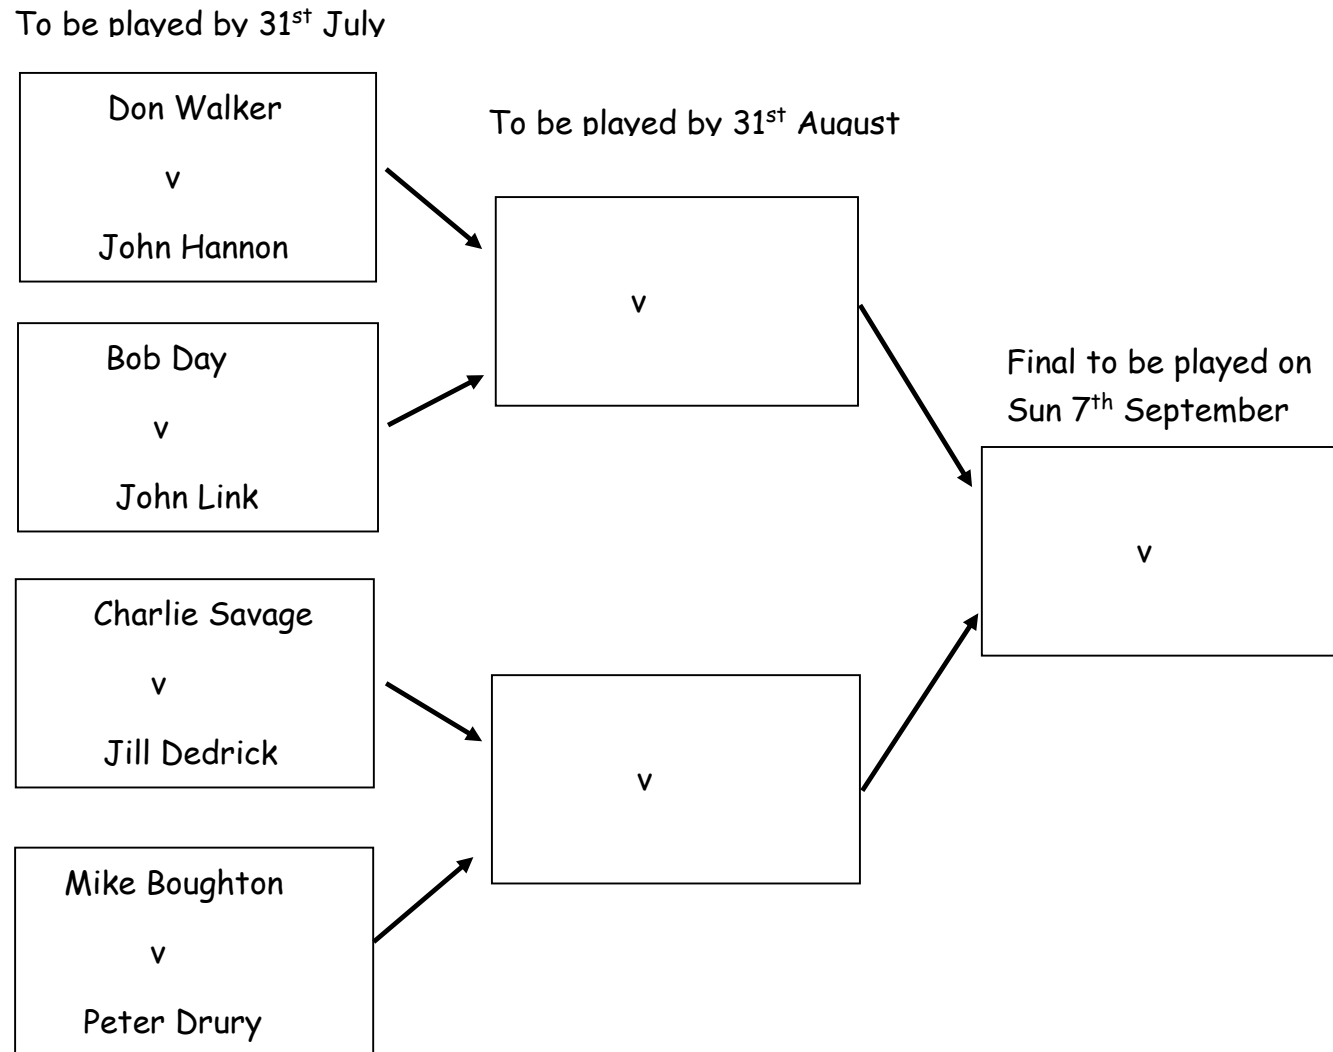 To be played by 31st July
Don Walker
v
John Hannon
Bob Day
v
John Link
Charlie Savage
v
Jill Dedrick
Mike Boughton
v
Peter Drury
To be played by 31st August
v
v
Final to be played on
Sun 7th September
v